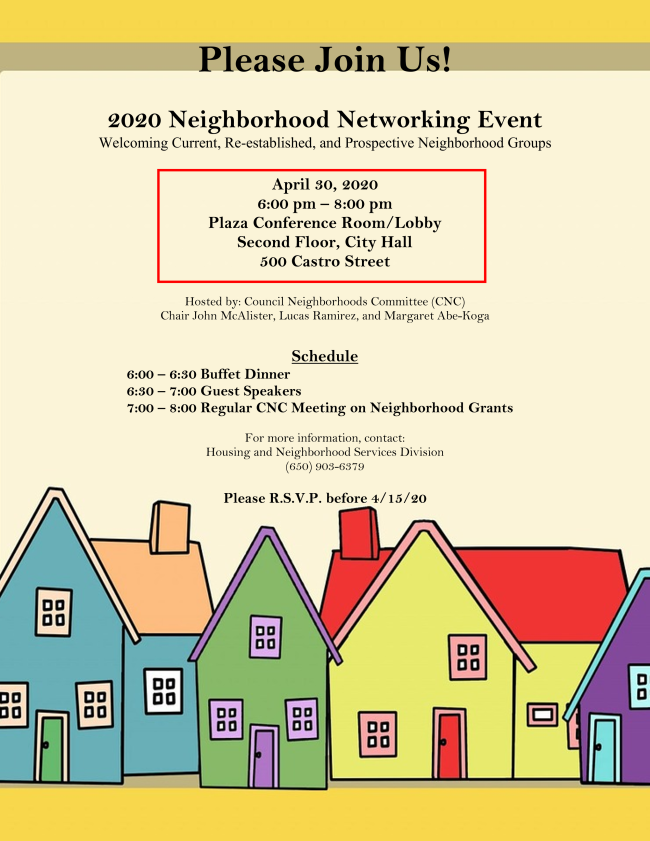 Please Join Us!
2020 Neighborhood Networking Event
Welcoming Current, Re-established, and Prospective Neighborhood Groups
April 30, 2020
6:00 pm – 8:00 pm
Plaza Conference Room/Lobby
Second Floor, City Hall
500 Castro Street
Hosted by: Council Neighborhoods Committee (CNC)
Chair John McAlister, Lucas Ramirez, and Margaret Abe-Koga
Schedule
6:00 – 6:30 Buffet Dinner
6:30 – 7:00 Guest Speakers
7:00 – 8:00 Regular CNC Meeting on Neighborhood Grants
For more information, contact:
Housing and Neighborhood Services Division
(650) 903-6379
Please R.S.V.P. before 4/15/20